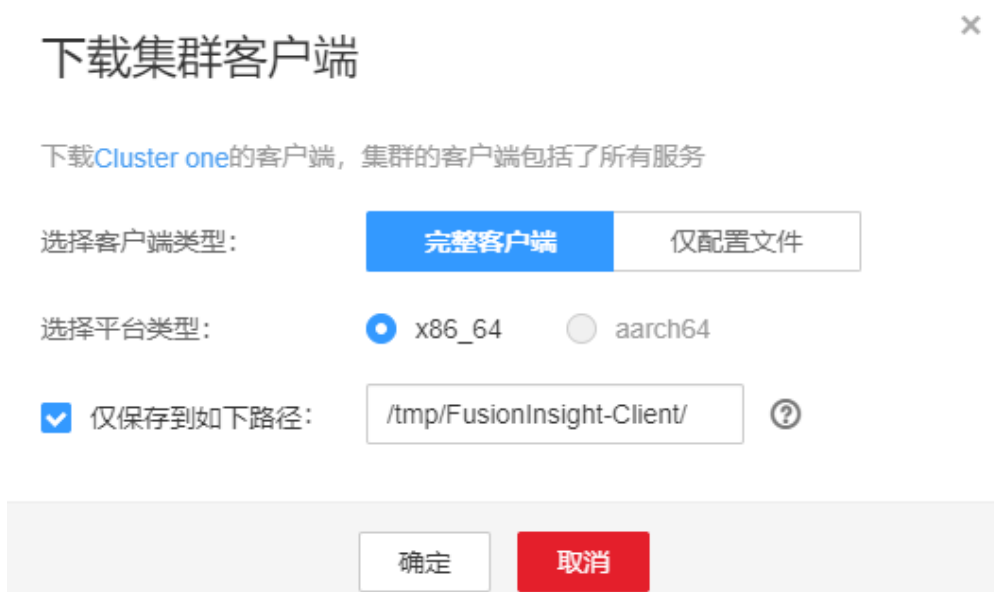 下载集群客户端
下载Cluster one的客户端，集群的客户端包括了所有服务
选择客户端类型： 完整客户端 仅配置文件
选择平台类型： x86_64 aarch64
仅保存到如下路径： /tmp/FusionInsight-Client/
确定 取消